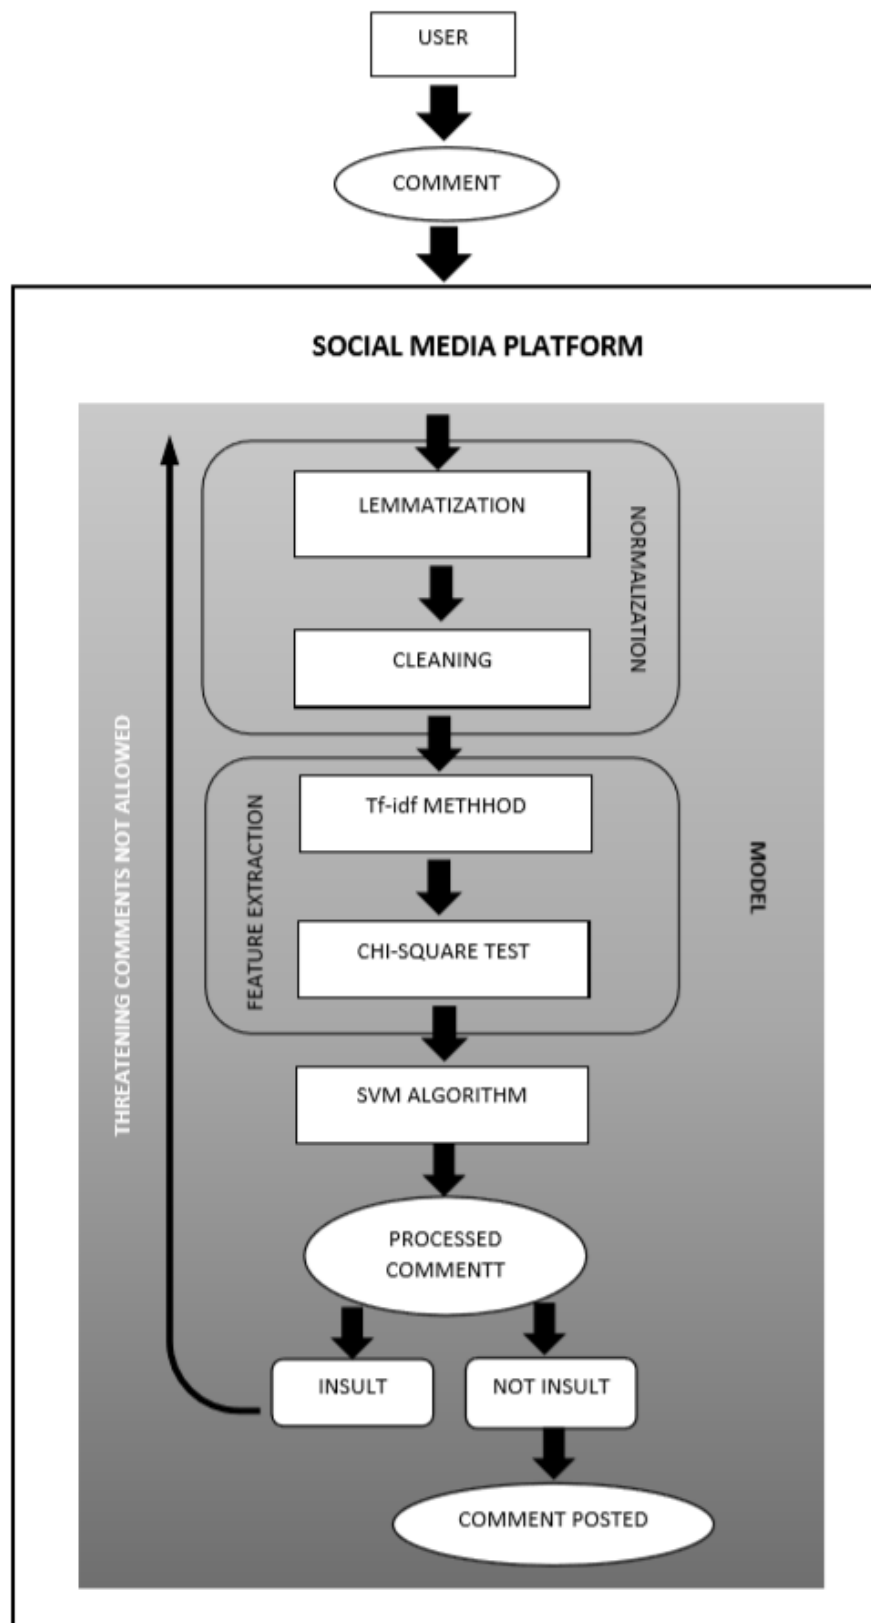 USER
COMMENT
SOCIAL MEDIA PLATFORM
LEMMATIZATION
NORMALIZATION
CLEANING
THREATENING COMMENTS NOT ALLOWED
Tf-idf METHHOD
FEATURE EXTRACTION
MODEL
CHI-SQUARE TEST
SVM ALGORITHM
PROCESSED
COMMENTT
INSULT
NOT INSULT
COMMENT POSTED